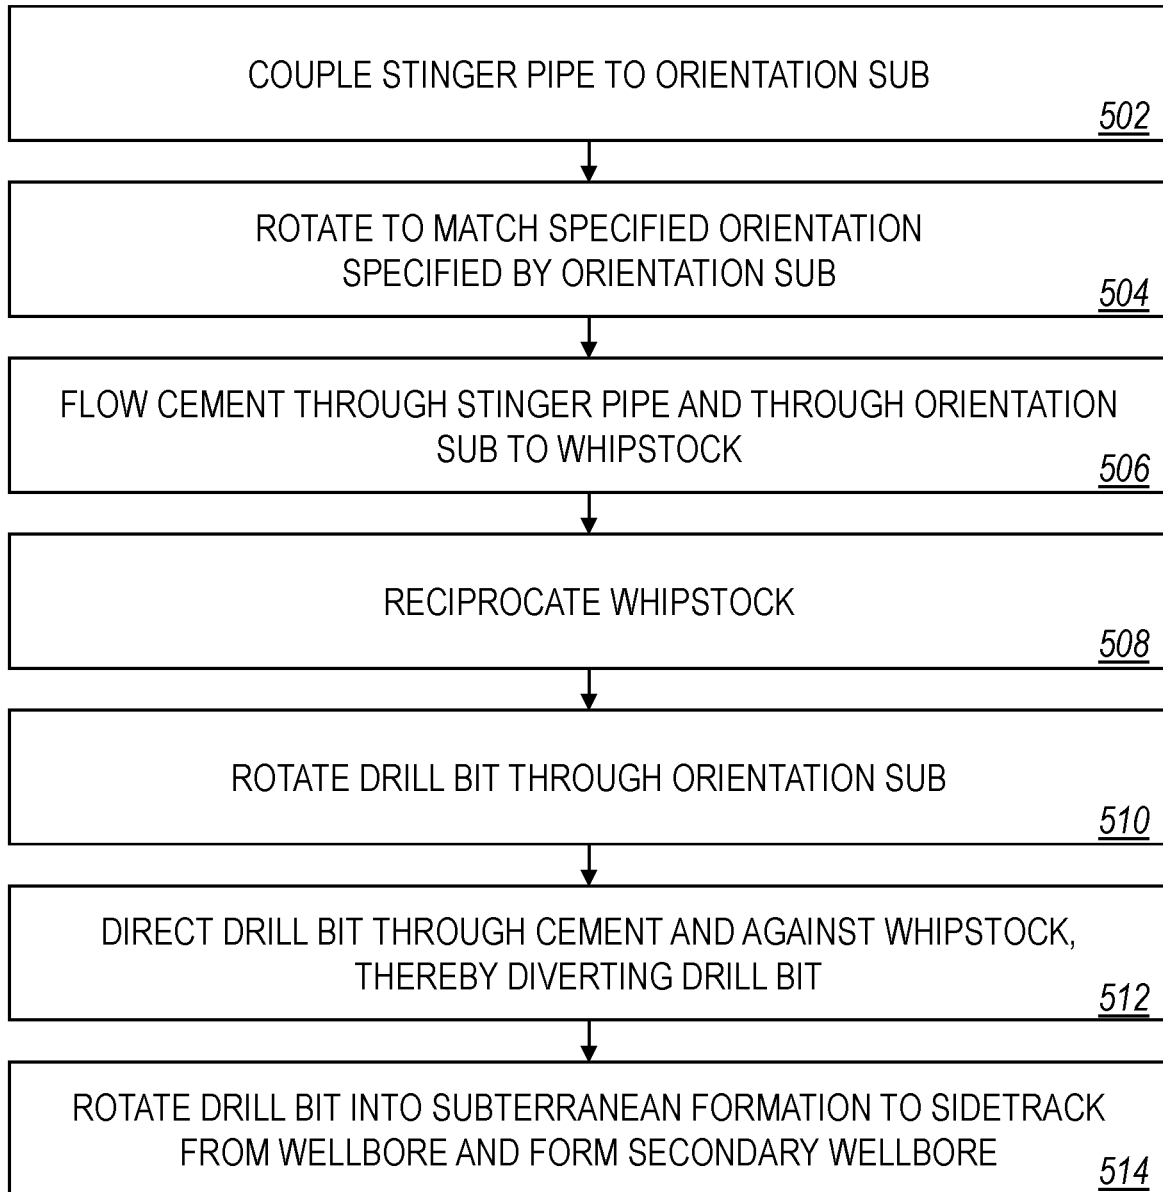 COUPLE STINGER PIPE TO ORIENTATION SUB
502
ROTATE TO MATCH SPECIFIED ORIENTATION
SPECIFIED BY ORIENTATION SUB
504
FLOW CEMENT THROUGH STINGER PIPE AND THROUGH ORIENTATION
SUB TO WHIPSTOCK
506
RECIPROCATE WHIPSTOCK
508
ROTATE DRILL BIT THROUGH ORIENTATION SUB
510
DIRECT DRILL BIT THROUGH CEMENT AND AGAINST WHIPSTOCK,
THEREBY DIVERTING DRILL BIT
512
ROTATE DRILL BIT INTO SUBTERRANEAN FORMATION TO SIDETRACK
FROM WELLBORE AND FORM SECONDARY WELLBORE
514